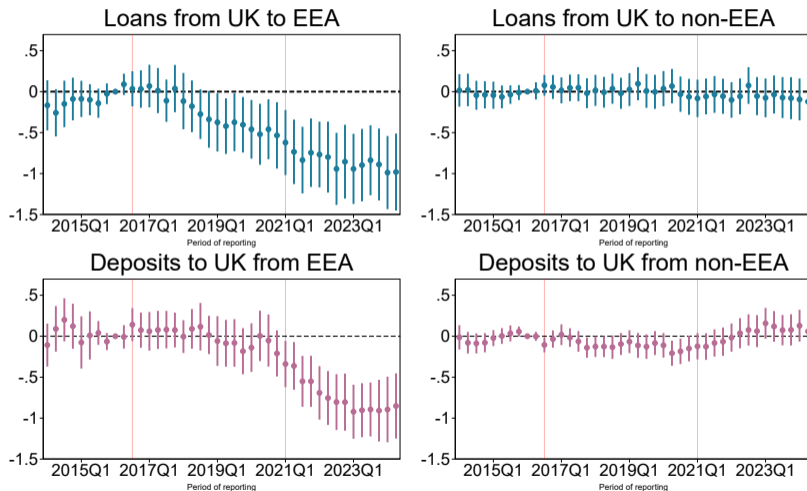 Loans from UK to EEA
.5
0
-.5
-1
-1.5
2015Q1 2017Q1 2019Q1 2021Q1 2023Q1
Period of reporting
Loans from UK to non-EEA
.5
0
-.5
-1
-1.5
2015Q1 2017Q1 2019Q1 2021Q1 2023Q1
Period of reporting
Deposits to UK from EEA
.5
0
-.5
-1
-1.5
2015Q1 2017Q1 2019Q1 2021Q1 2023Q1
Period of reporting
Deposits to UK from non-EEA
.5
0
-.5
-1
-1.5
2015Q1 2017Q1 2019Q1 2021Q1 2023Q1
Period of reporting